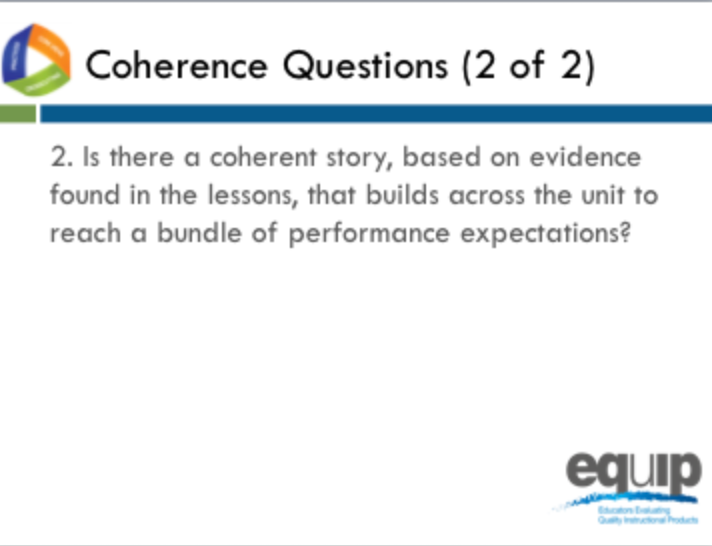 Coherence Questions (2 of 2)
2. Is there a coherent story, based on evidence
found in the lessons, that builds across the unit to
reach a bundle of performance expectations?
equip
Educators Evaluating
Quality Instructional Products